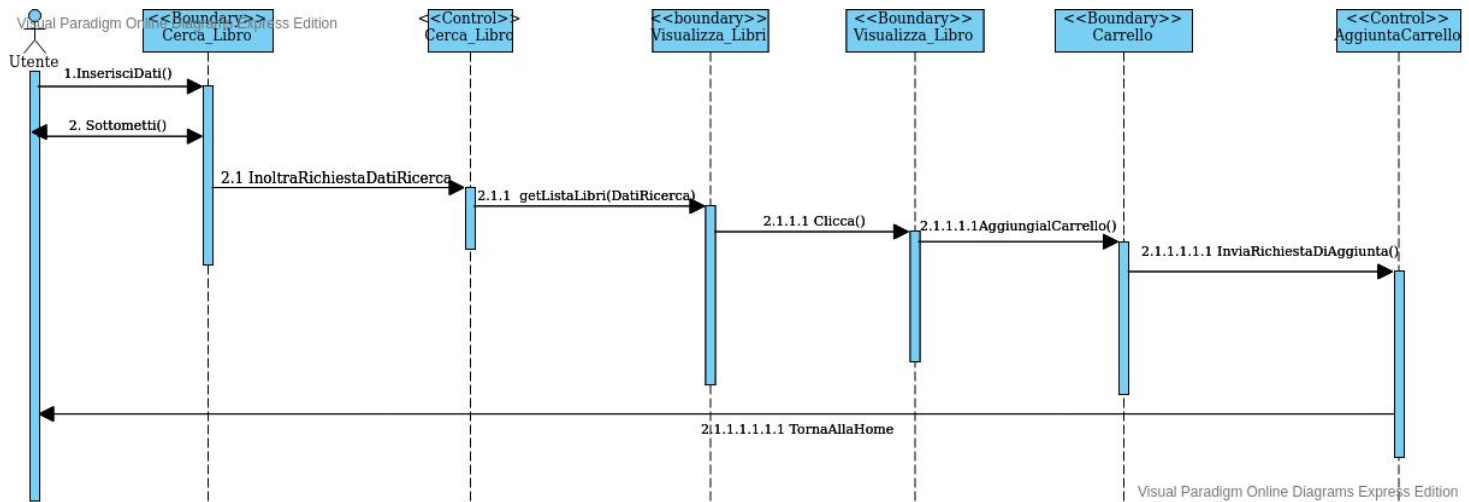 Visual Paradigm Online Diagrams Express Edition
Utente
<<Boundary>>
Cerca_Libro
<<Control>>
Cerca_Libro
<<boundary>>
Visualizza_Libri
<<Boundary>>
Visualizza_Libro
<<Boundary>>
Carrello
<<Control>>
AggiuntaCarrello
1.InserisciDati()
2. Sottometti()
2.1 InoltraRichiestaDatiRicerca
2.1.1 getListaLibri(DatiRicerca)
2.1.1.1 Clicca()
2.1.1.1.1AggiungialCarrello()
2.1.1.1.1.1 InviaRichiestaDiAggiunta()
2.1.1.1.1.1.1 TornaAllaHome
Visual Paradigm Online Diagrams Express Edition